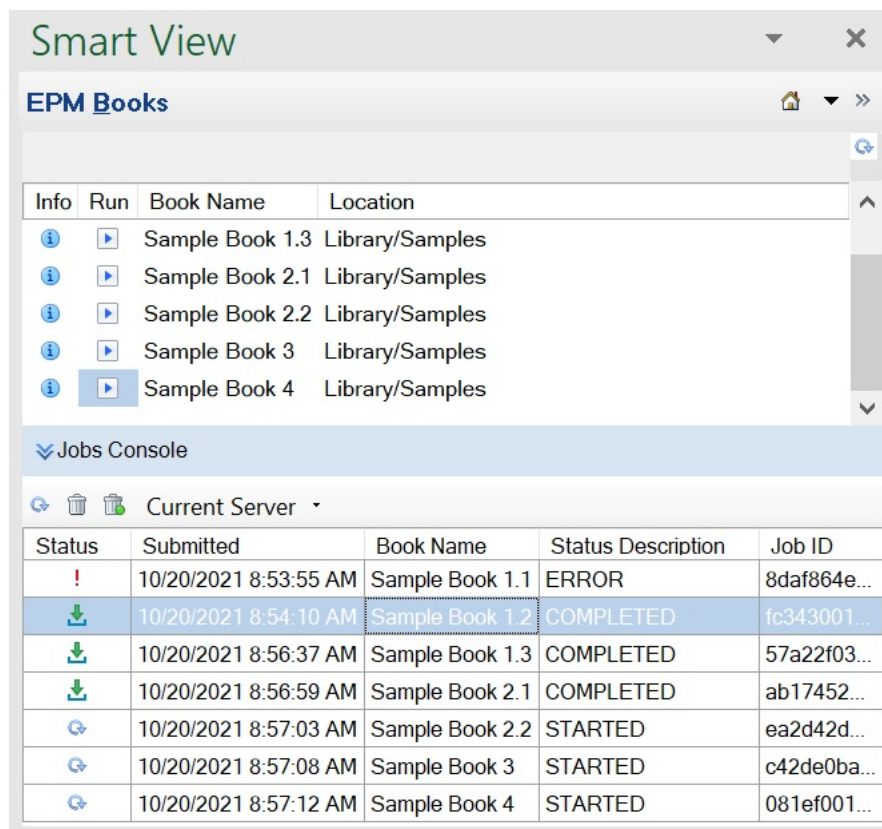 Smart View
EPM Books
Info Run Book Name Location
Sample Book 1.3 Library/Samples
Sample Book 2.1 Library/Samples
Sample Book 2.2 Library/Samples
Sample Book 3 Library/Samples
Sample Book 4 Library/Samples
Jobs Console
Current Server
Status Submitted Book Name Status Description Job ID
! 10/20/2021 8:53:55 AM Sample Book 1.1 ERROR 8daf864e...
10/20/2021 8:54:10 AM Sample Book 1.2 COMPLETED fc343001...
10/20/2021 8:56:37 AM Sample Book 1.3 COMPLETED 57a22f03...
10/20/2021 8:56:59 AM Sample Book 2.1 COMPLETED ab17452...
10/20/2021 8:57:03 AM Sample Book 2.2 STARTED ea2d42d...
10/20/2021 8:57:08 AM Sample Book 3 STARTED c42de0ba...
10/20/2021 8:57:12 AM Sample Book 4 STARTED 081ef001...